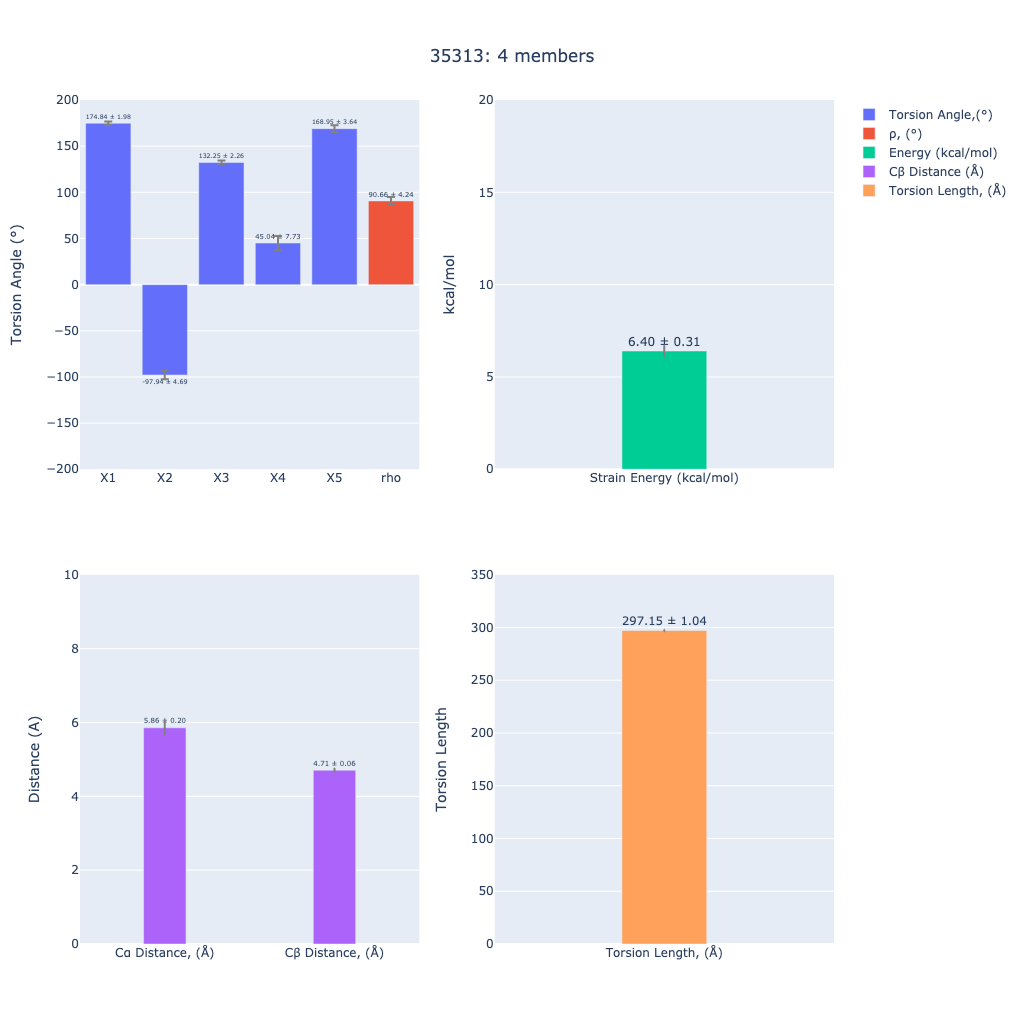 35313: 4 members
Torsion Angle (°)
200
150
100
50
0
−50
−100
−150
−200
174.84 ± 1.98
-97.94 ± 4.69
132.25 ± 2.26
45.04 ± 7.73
168.95 ± 3.64
90.66 ± 4.24
X1 X2 X3 X4 X5 rho
kcal/mol
20
15
10
5
0
6.40 ± 0.31
Strain Energy (kcal/mol)
Torsion Angle,(°)
ρ, (°)
Energy (kcal/mol)
Cβ Distance (Å)
Torsion Length, (Å)
Distance (A)
10
8
6
4
2
0
5.86 ± 0.20
4.71 ± 0.06
Cα Distance, (Å) Cβ Distance, (Å)
Torsion Length
350
300
250
200
150
100
50
0
297.15 ± 1.04
Torsion Length, (Å)